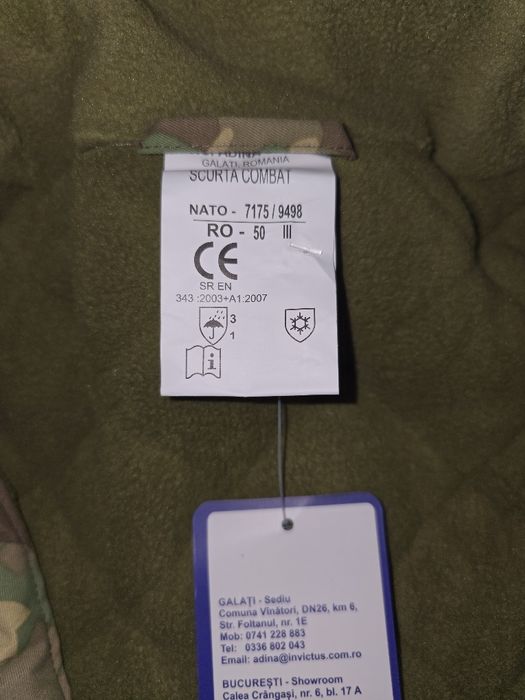 GALATI, ROMANIA
SCURTA COMBAT
NATO - 7175 / 9498
RO - 50 III
CE
SR EN
343 :2003+A1:2007
3
1
i
GALAȚI - Sediu
Comuna Vînători, DN26, km 6,
Str. Foltanul, nr. 1E
Mob: 0741 228 883
Tel: 0336 802 043
Email: adina@invictus.com.ro
BUCUREȘTI - Showroom
Calea Crângași, nr. 6, bl. 17 A